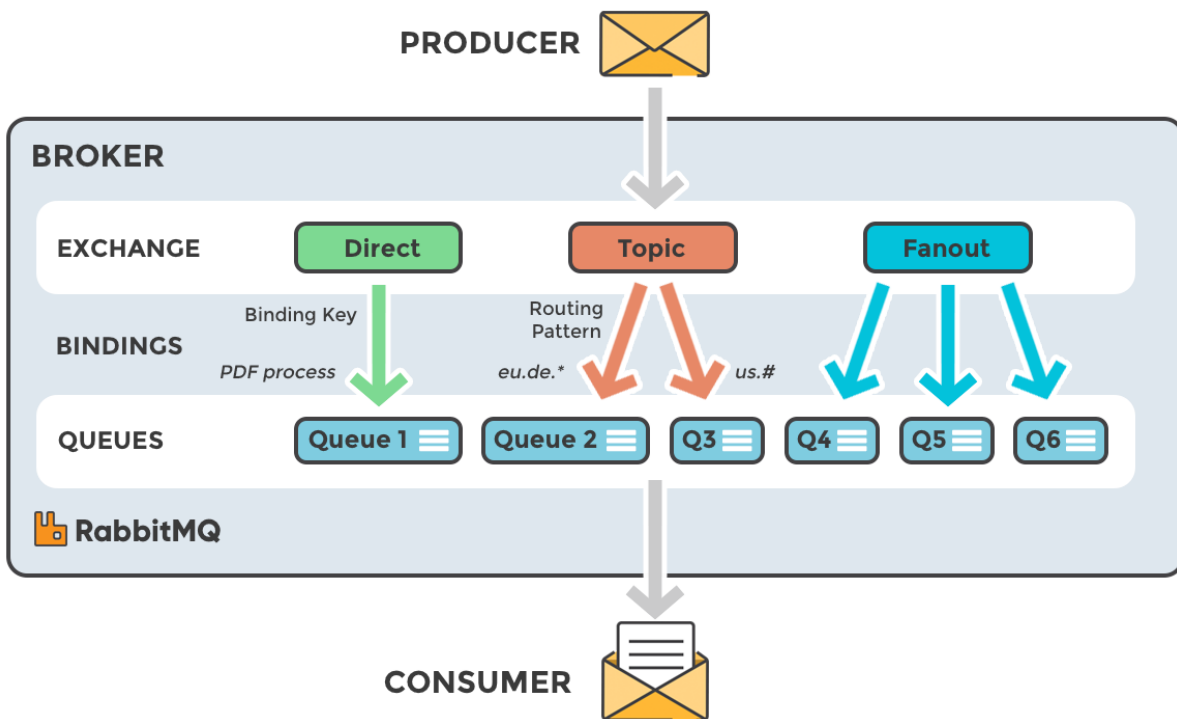 PRODUCER
BROKER
EXCHANGE
Direct
Topic
Fanout
Binding Key
Routing
Pattern
BINDINGS
PDF process
eu.de.*
us.#
QUEUES
Queue 1
Queue 2
Q3
Q4
Q5
Q6
RabbitMQ
CONSUMER